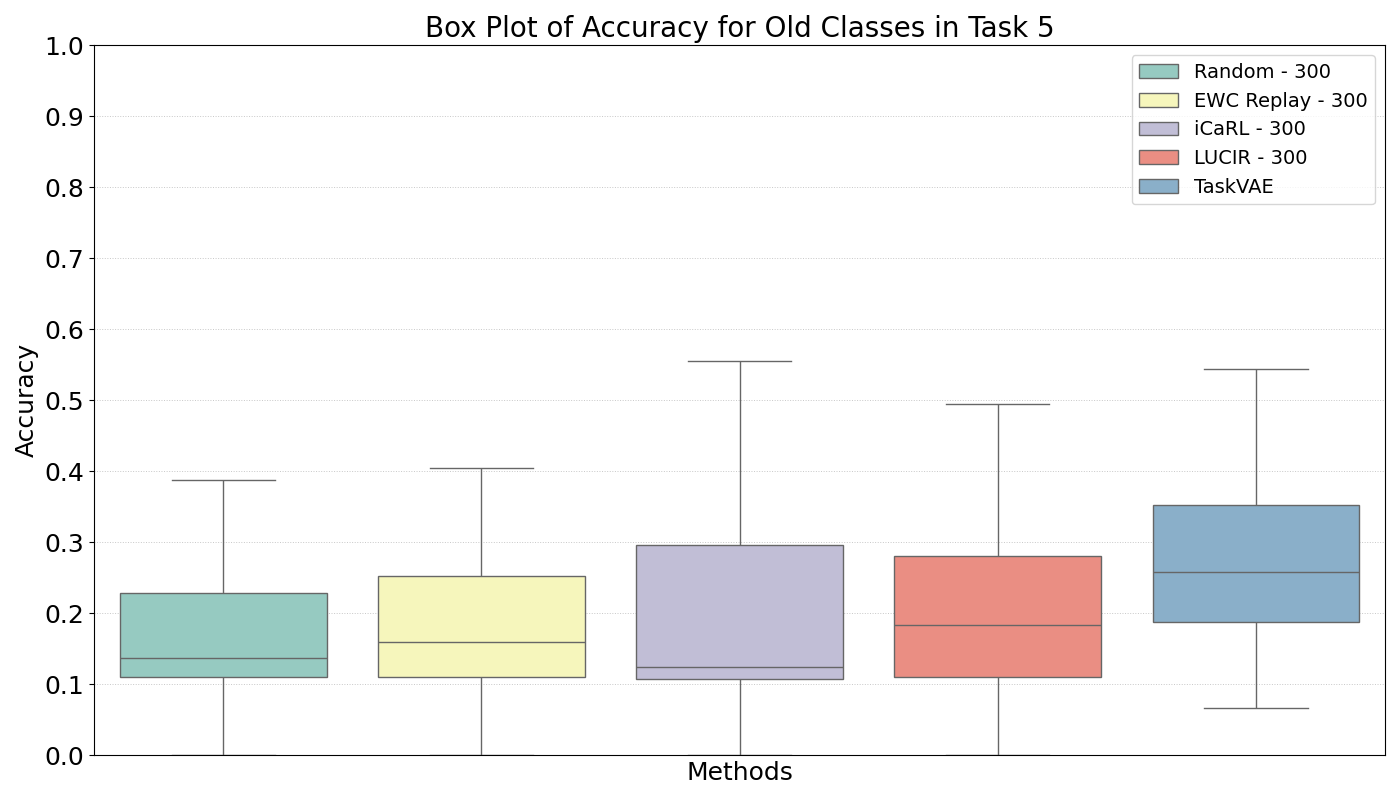 Box Plot of Accuracy for Old Classes in Task 5
1.0
0.9
0.8
0.7
0.6
0.5
0.4
0.3
0.2
0.1
0.0
Accuracy
Methods
Random - 300
EWC Replay - 300
iCaRL - 300
LUCIR - 300
TaskVAE